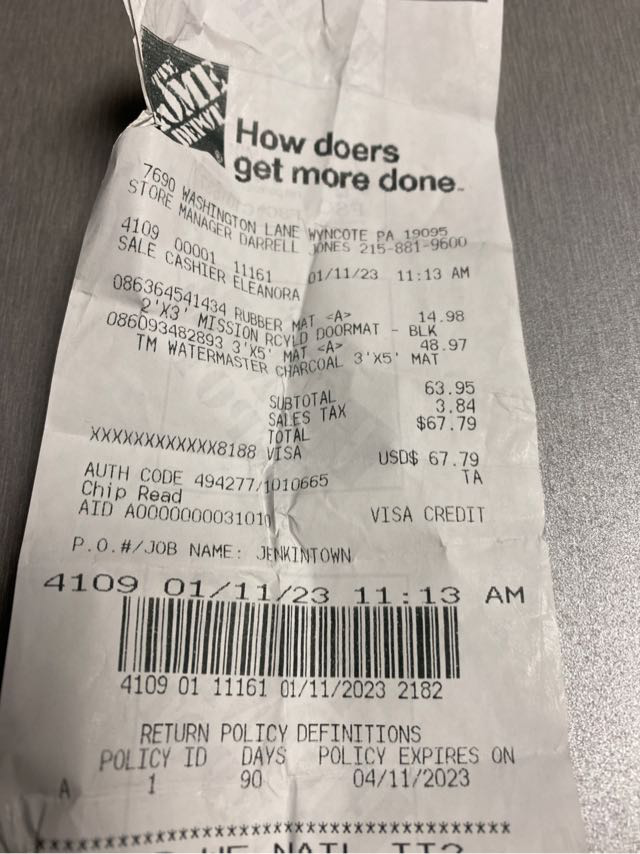 THE
HOME
DEPOT
How doers
get more done.
7690 WASHINGTON LANE WYNCOTE PA 19095
STORE MANAGER DARRELL JONES 215-881-9600
4109 00001 11161 01/11/23 11:13 AM
SALE CASHIER ELEANORA
086364541434 RUBBER MAT <A> 14.98
2'X3' MISSION RCYLD DOORMAT - BLK
086093482893 3'X5' MAT <A> 48.97
TM WATERMASTER CHARCOAL 3'X5' MAT
SUBTOTAL 63.95
SALES TAX 3.84
TOTAL $67.79
XXXXXXXXXXXX8188 VISA
USD$ 67.79
AUTH CODE 494277/1010665 TA
Chip Read
AID A0000000031010 VISA CREDIT
P.O.#/JOB NAME: JENKINTOWN
4109 01/11/23 11:13 AM
4109 01 11161 01/11/2023 2182
RETURN POLICY DEFINITIONS
POLICY ID DAYS POLICY EXPIRES ON
A 1 90 04/11/2023